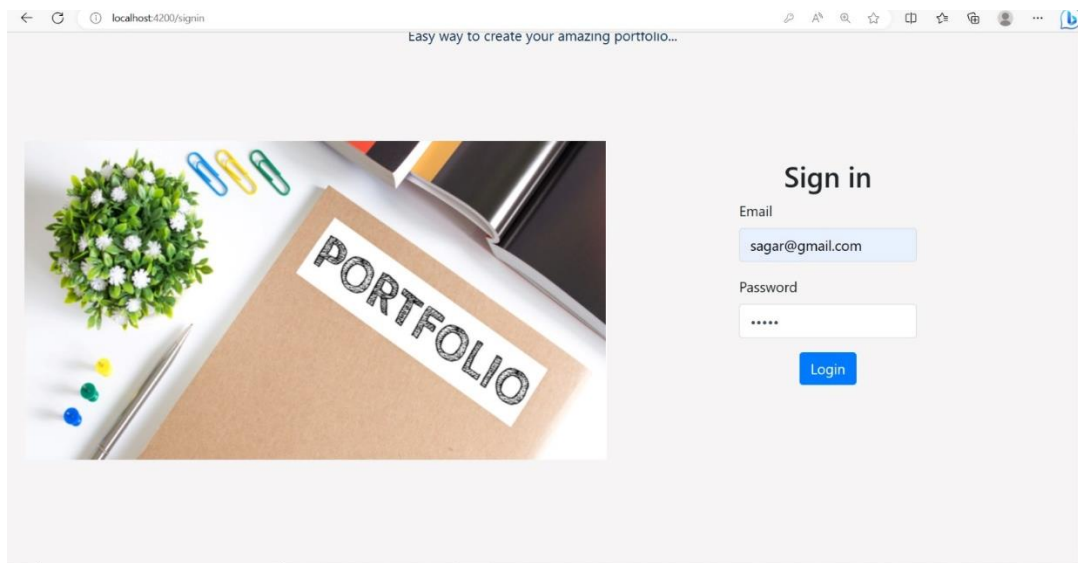 localhost:4200/signin
Easy way to create your amazing portfolio...
PORTFOLIO
Sign in
Email
sagar@gmail.com
Password
•••••
Login